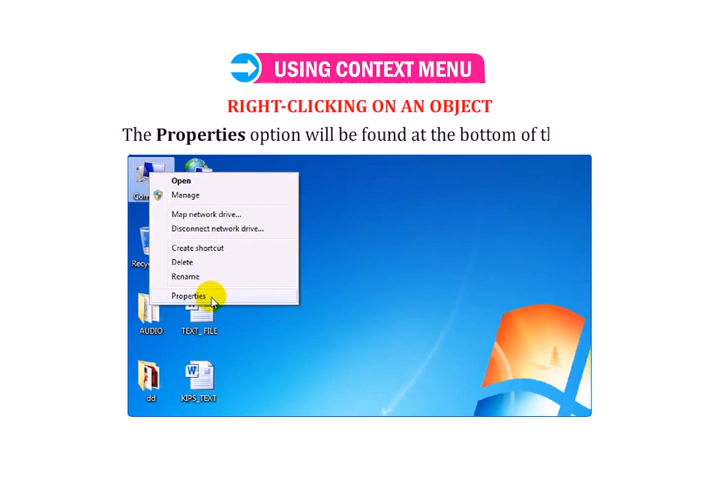 USING CONTEXT MENU
RIGHT-CLICKING ON AN OBJECT
The Properties option will be found at the bottom of
Open
Manage
Map network drive...
Disconnect network drive...
Create shortcut
Delete
Rename
Properties
AUDIO
TEXT_FILE
dd
KIPS_TEXT